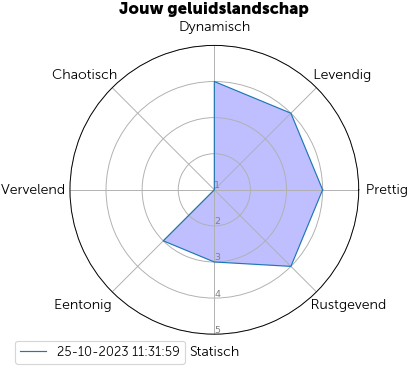 Jouw geluidslandschap
Dynamisch
Chaotisch
Levendig
Vervelend
Prettig
1
2
3
4
5
Eentonig
Rustgevend
Statisch
25-10-2023 11:31:59